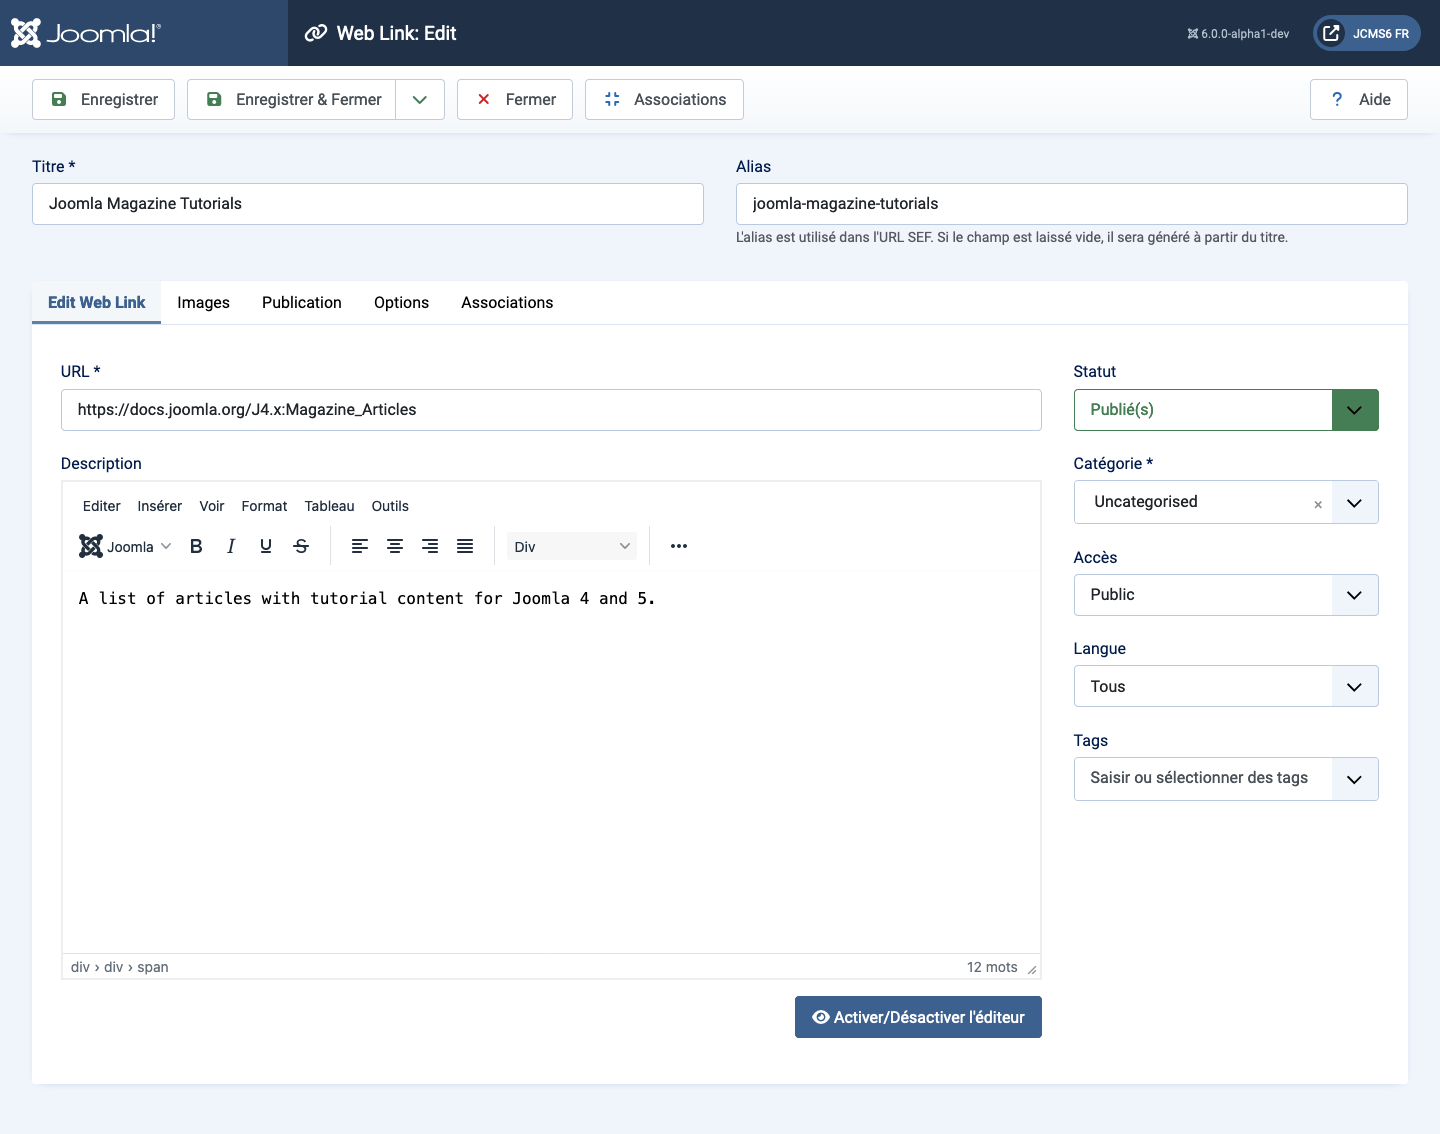 Joomla!®
Web Link: Edit
6.0.0-alpha1-dev
JCMS6 FR
Enregistrer
Enregistrer & Fermer
Fermer
Associations
? Aide
Titre *
Joomla Magazine Tutorials
Alias
joomla-magazine-tutorials
L'alias est utilisé dans l'URL SEF. Si le champ est laissé vide, il sera généré à partir du titre.
Edit Web Link Images Publication Options Associations
URL *
https://docs.joomla.org/J4.x:Magazine_Articles
Description
Editer Insérer Voir Format Tableau Outils
Joomla B I U S Div
A list of articles with tutorial content for Joomla 4 and 5.
div › div › span 12 mots
Activer/Désactiver l'éditeur
Statut
Publié(s)
Catégorie *
Uncategorised ×
Accès
Public
Langue
Tous
Tags
Saisir ou sélectionner des tags